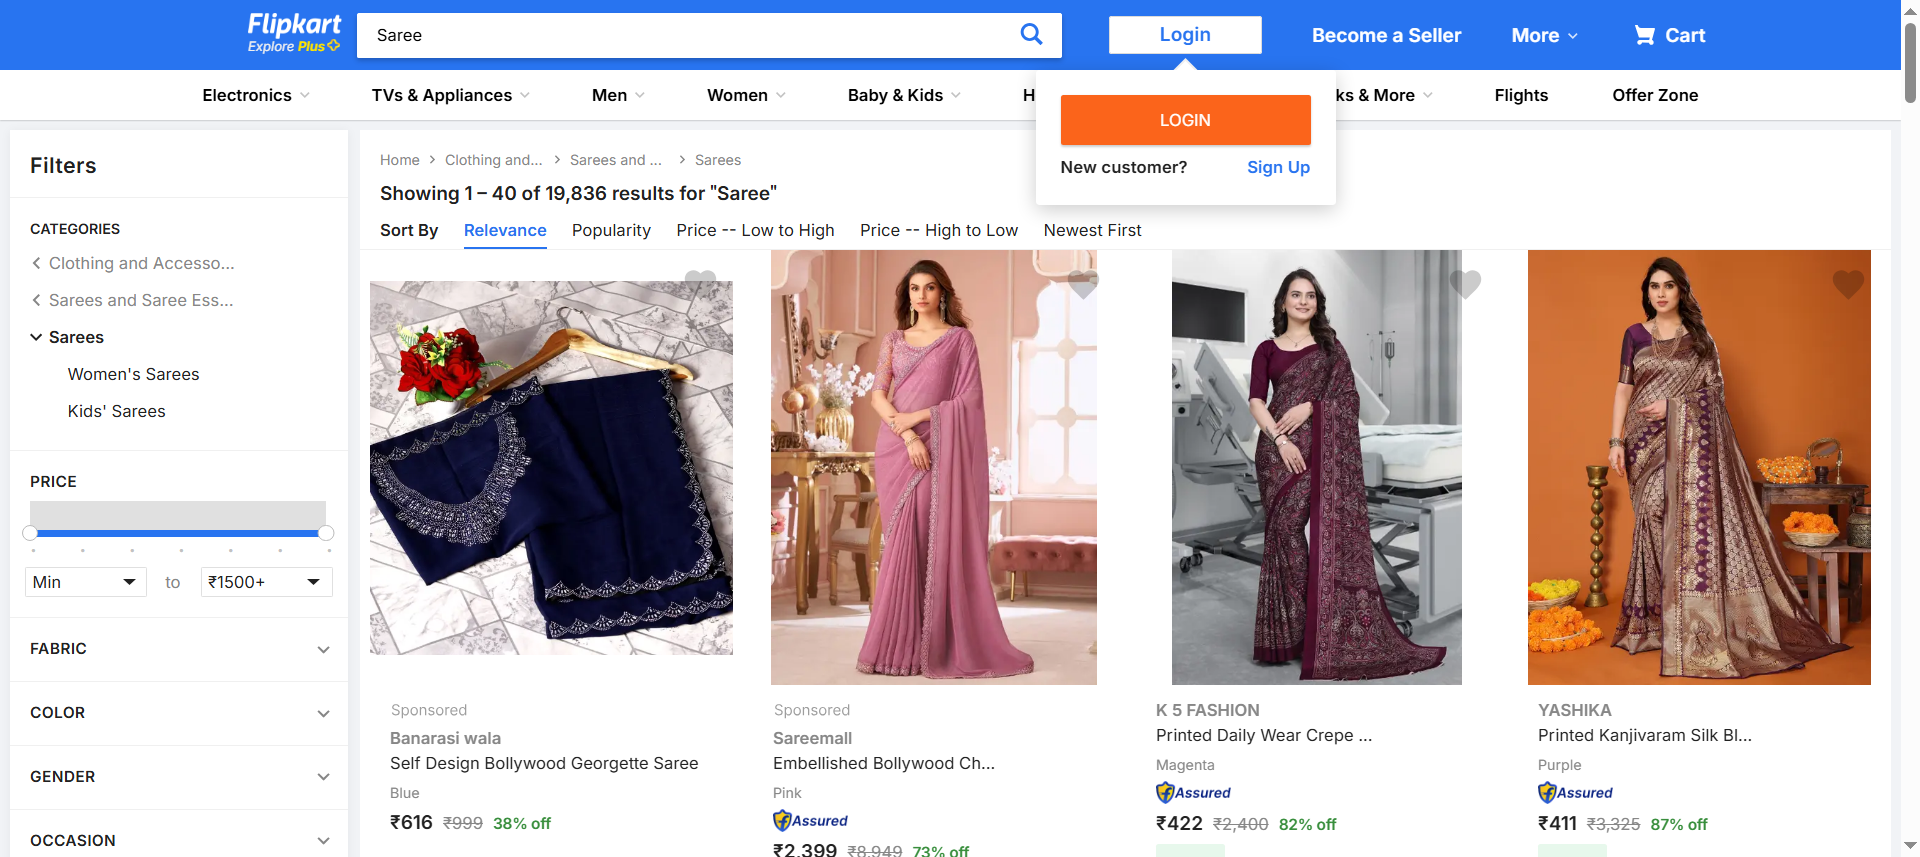 Flipkart
Explore Plus
Saree
Login
Become a Seller
More
Cart
Electronics
TVs & Appliances
Men
Women
Baby & Kids
H
ks & More
Flights
Offer Zone
LOGIN
New customer?
Sign Up
Filters
CATEGORIES
Clothing and Accesso...
Sarees and Saree Ess...
Sarees
Women's Sarees
Kids' Sarees
PRICE
Min
to
₹1500+
FABRIC
COLOR
GENDER
OCCASION
Home
Clothing and...
Sarees and ...
Sarees
Showing 1 – 40 of 19,836 results for "Saree"
Sort By
Relevance
Popularity
Price -- Low to High
Price -- High to Low
Newest First
Sponsored
Banarasi wala
Self Design Bollywood Georgette Saree
Blue
₹616 ₹999 38% off
Sponsored
Sareemall
Embellished Bollywood Ch...
Pink
Assured
₹2,399 ₹8,949 73% off
K 5 FASHION
Printed Daily Wear Crepe ...
Magenta
Assured
₹422 ₹2,400 82% off
YASHIKA
Printed Kanjivaram Silk Bl...
Purple
Assured
₹411 ₹3,325 87% off